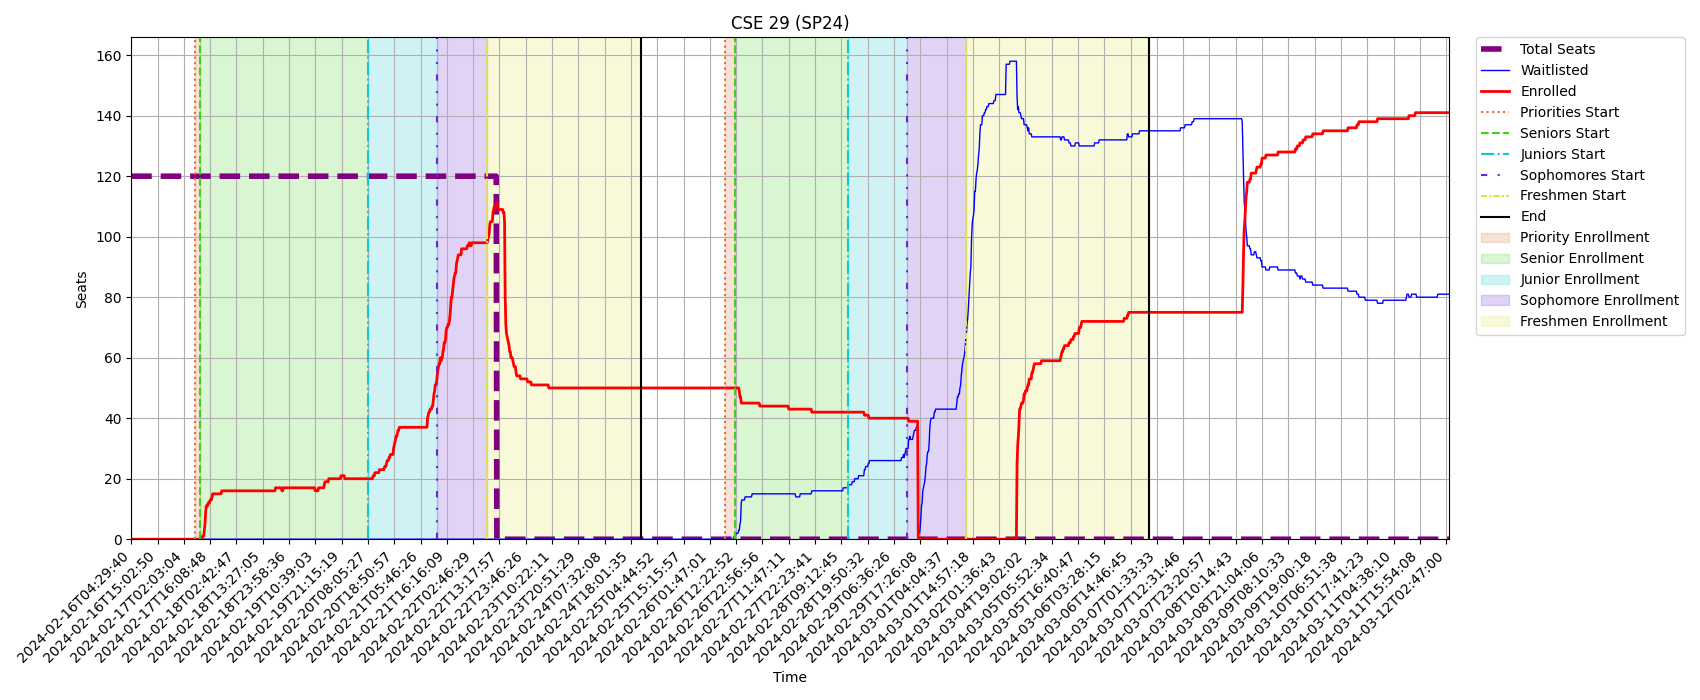 CSE 29 (SP24)
160
140
120
100
80
60
40
20
0
Seats
2024-02-16T04:29:40
2024-02-16T15:02:50
2024-02-17T02:03:04
2024-02-17T16:08:48
2024-02-18T02:42:47
2024-02-18T13:27:05
2024-02-18T23:58:36
2024-02-19T10:39:03
2024-02-19T21:15:19
2024-02-20T08:05:27
2024-02-20T18:50:57
2024-02-21T05:46:26
2024-02-21T16:16:09
2024-02-22T02:46:29
2024-02-22T13:17:57
2024-02-22T23:46:26
2024-02-23T10:22:11
2024-02-23T20:51:29
2024-02-24T07:32:08
2024-02-24T18:01:35
2024-02-25T04:44:52
2024-02-25T15:15:57
2024-02-26T01:47:01
2024-02-26T12:22:52
2024-02-26T22:56:56
2024-02-27T11:47:11
2024-02-27T22:23:41
2024-02-28T09:12:45
2024-02-28T19:50:32
2024-02-29T06:36:26
2024-02-29T17:26:08
2024-03-01T04:04:37
2024-03-01T14:57:18
2024-03-02T01:36:43
2024-03-04T19:02:02
2024-03-05T05:52:34
2024-03-05T16:40:47
2024-03-06T03:28:15
2024-03-06T14:46:45
2024-03-07T01:33:33
2024-03-07T12:31:46
2024-03-07T23:20:57
2024-03-08T10:14:43
2024-03-08T21:04:06
2024-03-09T08:10:33
2024-03-09T19:00:18
2024-03-10T06:51:38
2024-03-10T17:41:23
2024-03-11T04:38:10
2024-03-11T15:54:08
2024-03-12T02:47:00
Time
Total Seats
Waitlisted
Enrolled
Priorities Start
Seniors Start
Juniors Start
Sophomores Start
Freshmen Start
End
Priority Enrollment
Senior Enrollment
Junior Enrollment
Sophomore Enrollment
Freshmen Enrollment